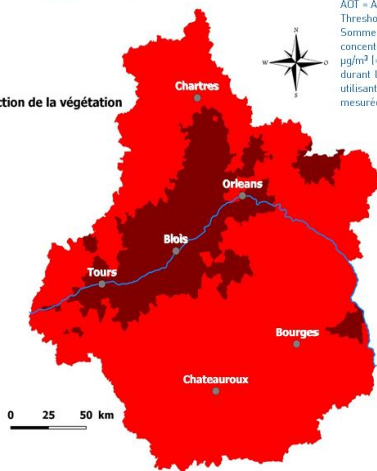 AOT = A
Thresho
Somme
concent
µg/m³ (
durant l
utilisant
mesurée
ction de la végétation
N
W
O
S
Chartres
Orleans
Blois
Tours
Bourges
Chateauroux
0 25 50 km